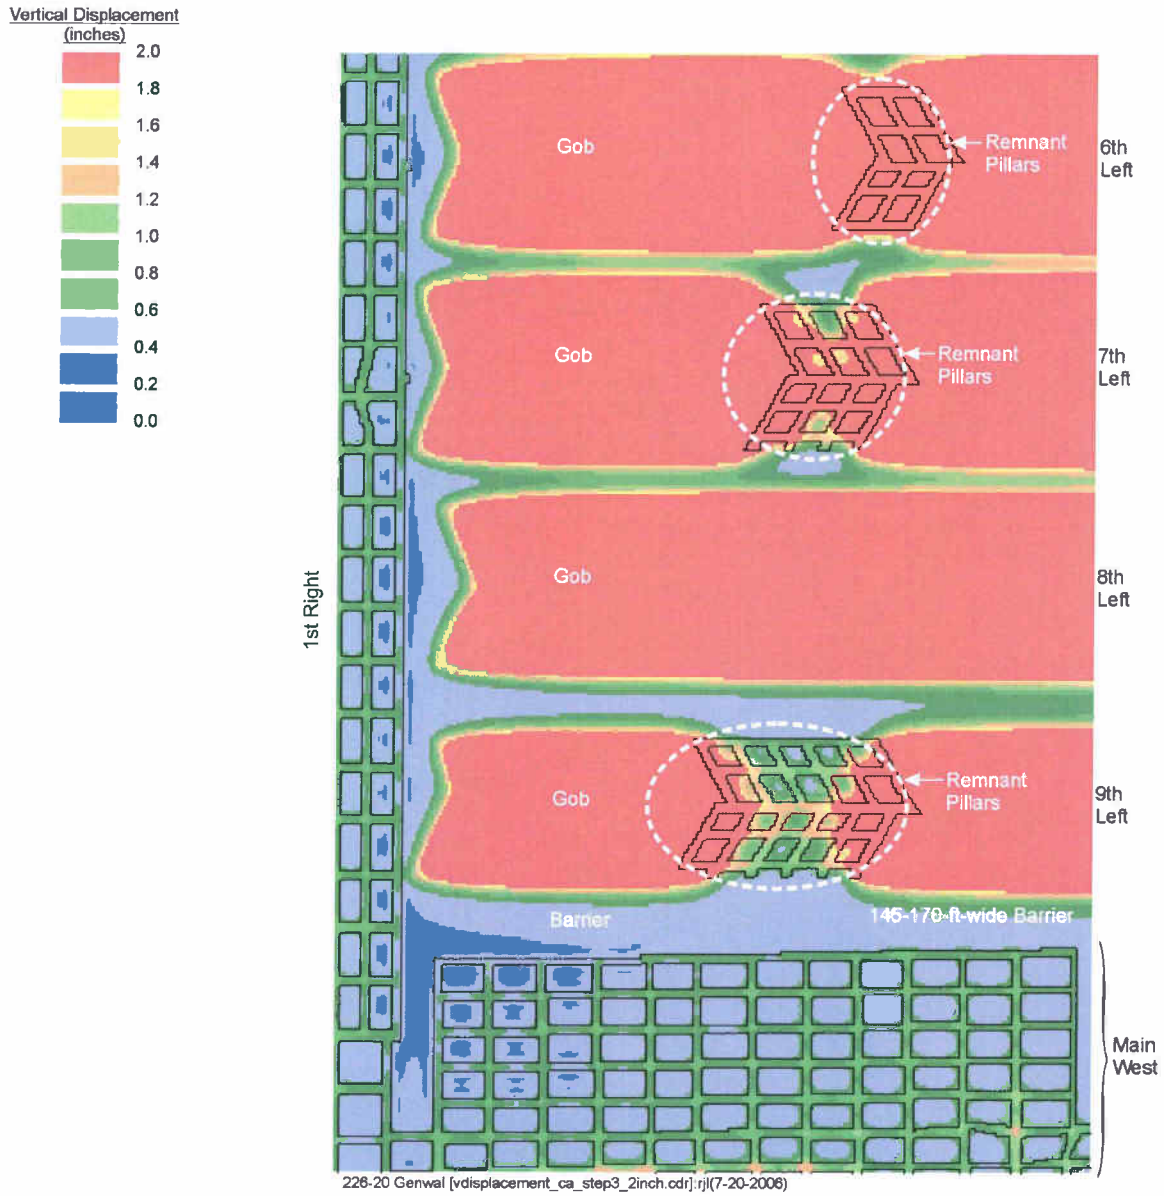 Vertical Displacement
(inches)
2.0
1.8
1.6
1.4
1.2
1.0
0.8
0.6
0.4
0.2
0.0
Gob
Remnant
Pillars
6th
Left
Gob
Remnant
Pillars
7th
Left
Gob
8th
Left
1st Right
Gob
Remnant
Pillars
9th
Left
Barrier
145-170-ft-wide Barrier
Main
West
226-20 Genwal [vdisplacement_ca_step3_2inch.cdr]:rjl(7-20-2006)